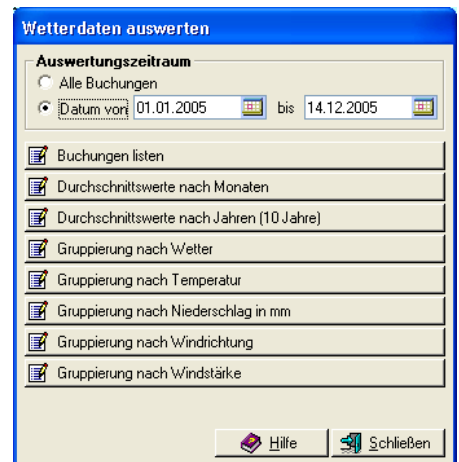 Wetterdaten auswerten
Auswertungszeitraum
Alle Buchungen
Datum von 01.01.2005 bis 14.12.2005
Buchungen listen
Durchschnittswerte nach Monaten
Durchschnittswerte nach Jahren (10 Jahre)
Gruppierung nach Wetter
Gruppierung nach Temperatur
Gruppierung nach Niederschlag in mm
Gruppierung nach Windrichtung
Gruppierung nach Windstärke
Hilfe Schließen